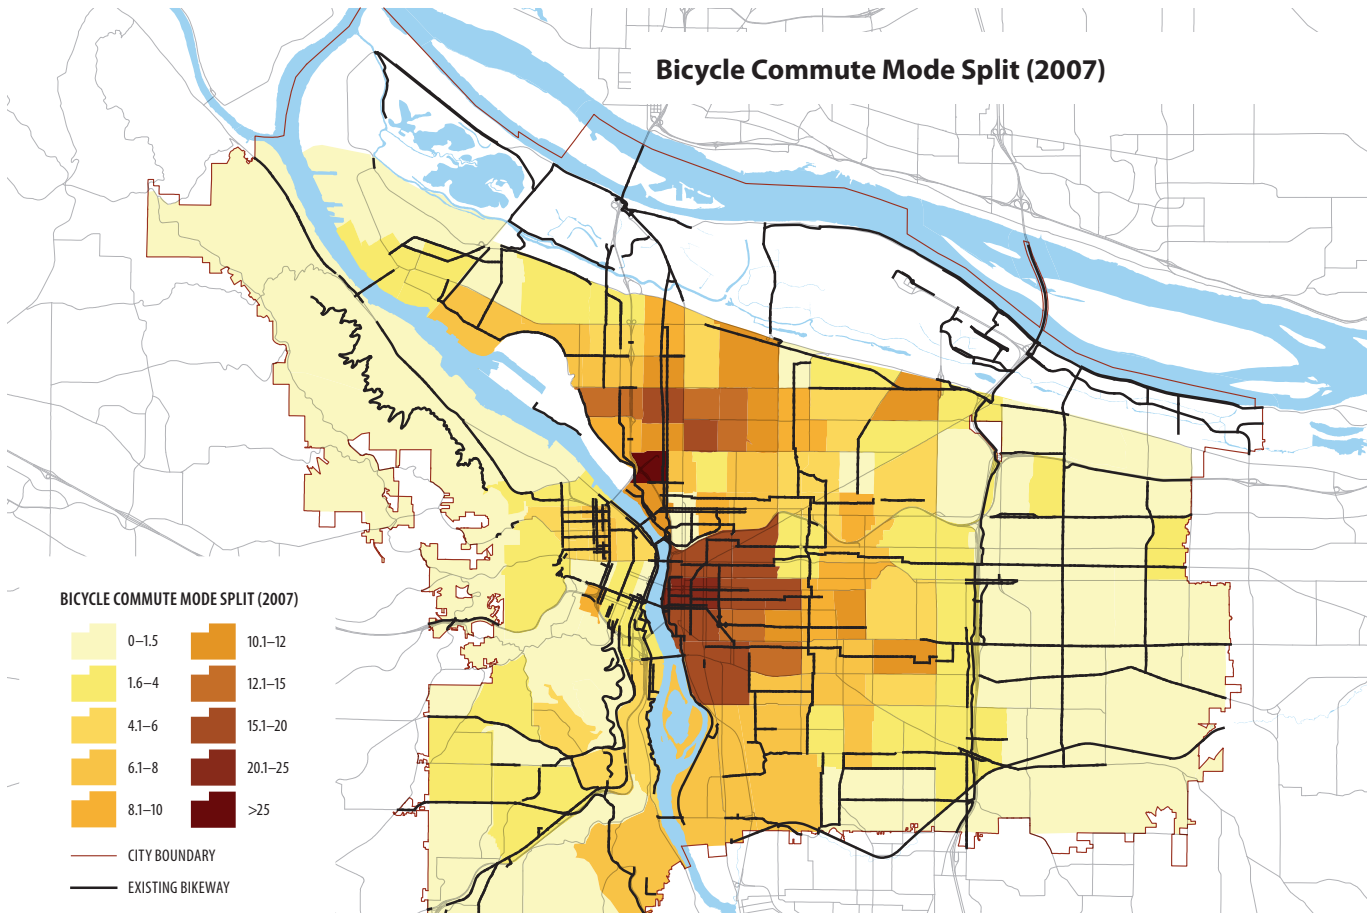 Bicycle Commute Mode Split (2007)
BICYCLE COMMUTE MODE SPLIT (2007)
0–1.5
1.6–4
4.1–6
6.1–8
8.1–10
10.1–12
12.1–15
15.1–20
20.1–25
>25
CITY BOUNDARY
EXISTING BIKEWAY